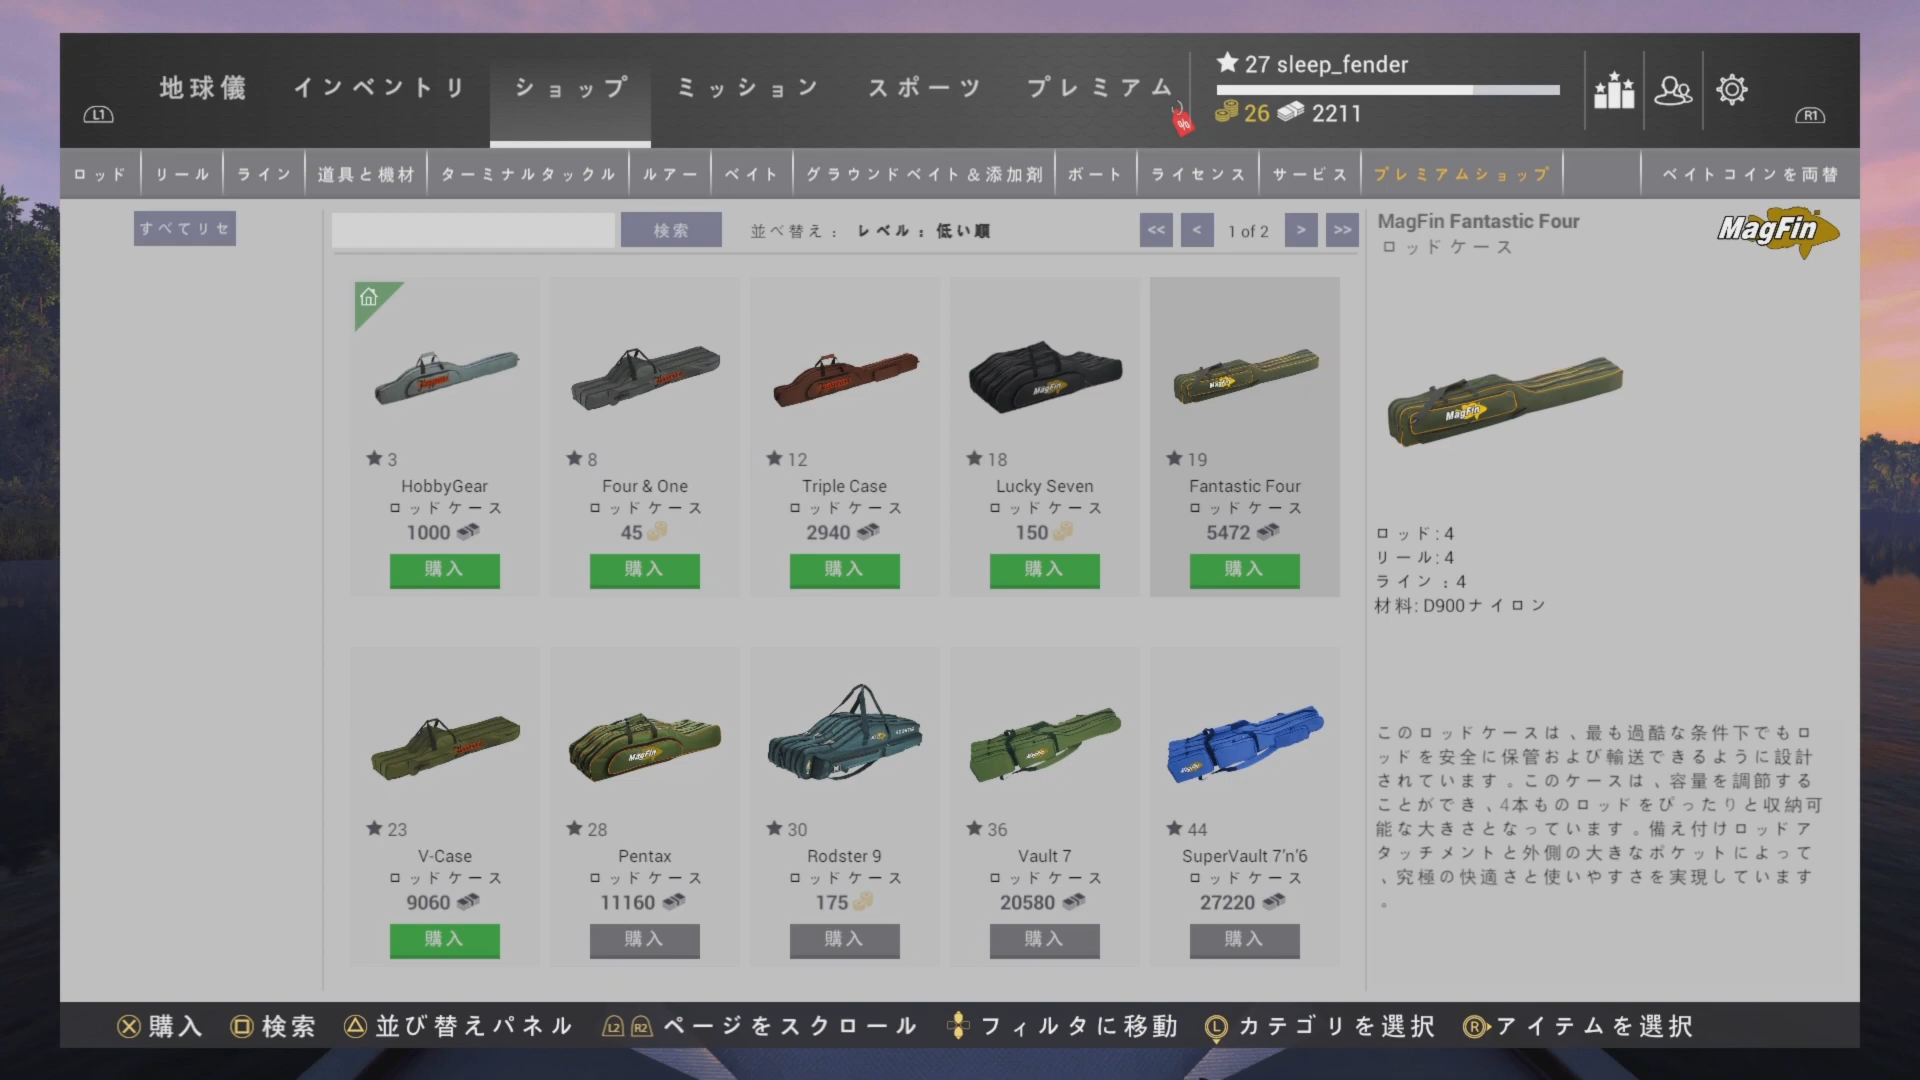 L1
地球儀
インベントリ
ショップ
ミッション
スポーツ
プレミアム
%
27 sleep_fender
26 2211
R1
ロッド
リール
ライン
道具と機材
ターミナルタックル
ルアー
ベイト
グラウンドベイト&添加剤
ボート
ライセンス
サービス
プレミアムショップ
ベイトコインを両替
すべてリセ
検索
並べ替え: レベル:低い順
<< < 1 of 2 > >>
3
HobbyGear
ロッドケース
1000
購入
8
Four & One
ロッドケース
45
購入
12
Triple Case
ロッドケース
2940
購入
MagFin
18
Lucky Seven
ロッドケース
150
購入
MagFin
19
Fantastic Four
ロッドケース
5472
購入
23
V-Case
ロッドケース
9060
購入
MagFin
28
Pentax
ロッドケース
11160
購入
30
Rodster 9
ロッドケース
175
購入
MagFin
36
Vault 7
ロッドケース
20580
購入
MagFin
44
SuperVault 7'n'6
ロッドケース
27220
購入
MagFin Fantastic Four
ロッドケース
MagFin
MagFin
ロッド:4
リール:4
ライン:4
材料:D900ナイロン
このロッドケースは、最も過酷な条件下でもロ
ッドを安全に保管および輸送できるように設計
されています。このケースは、容量を調節する
ことができ、4本ものロッドをぴったりと収納可
能な大きさとなっています。備え付けロッドア
タッチメントと外側の大きなポケットによって
、究極の快適さと使いやすさを実現しています
。
購入
検索
並び替えパネル
L2 R2 ページをスクロール
フィルタに移動
L カテゴリを選択
R アイテムを選択